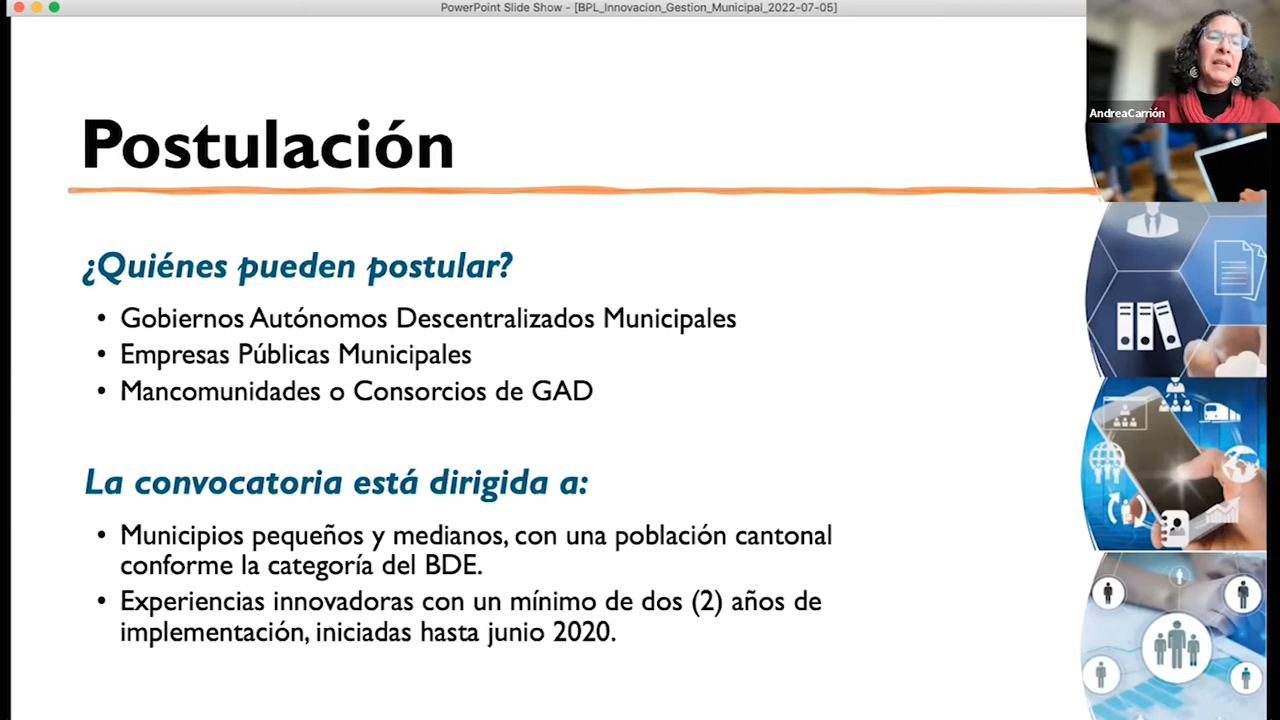 PowerPoint Slide Show - [BPL_Innovacion_Gestion_Municipal_2022-07-05]
AndreaCarrión
Postulación
¿Quiénes pueden postular?
• Gobiernos Autónomos Descentralizados Municipales
• Empresas Públicas Municipales
• Mancomunidades o Consorcios de GAD
La convocatoria está dirigida a:
• Municipios pequeños y medianos, con una población cantonal
conforme la categoría del BDE.
• Experiencias innovadoras con un mínimo de dos (2) años de
implementación, iniciadas hasta junio 2020.